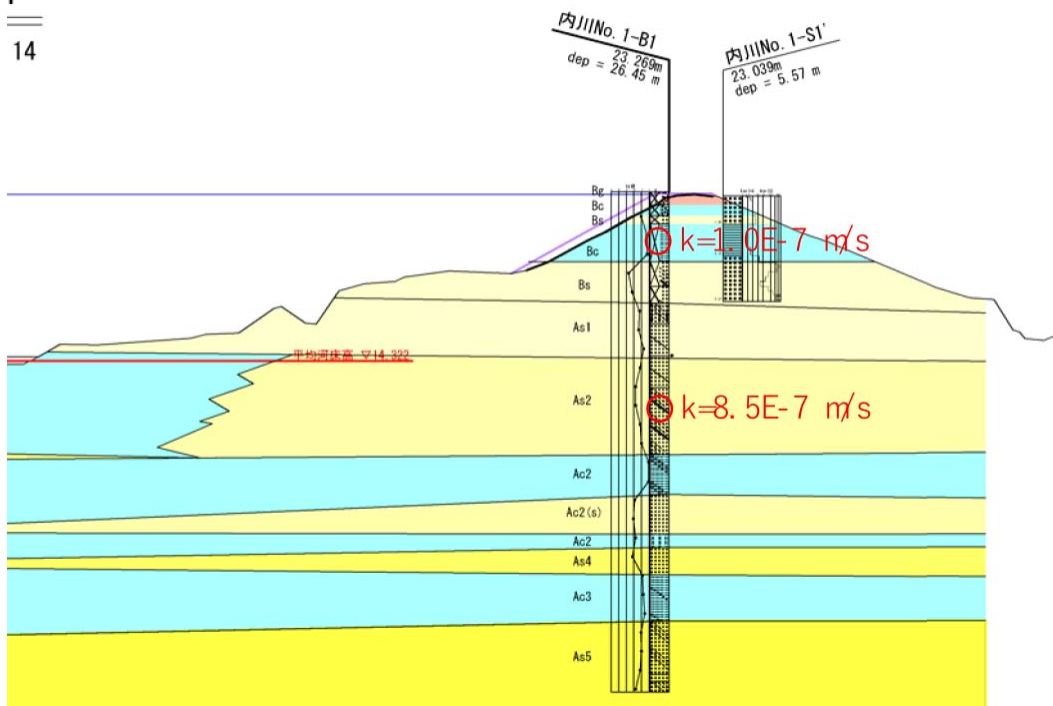 14
内川No. 1-B1
23.269m
dep = 26.45 m
内川No. 1-S1'
23.039m
dep = 5.57 m
Bg
Bc
Bs
Bc
k=1.0E-7 m/s
Bs
As1
平均河床高 ▽14.322
As2
k=8.5E-7 m/s
Ac2
Ac2(s)
Ac2
As4
Ac3
As5